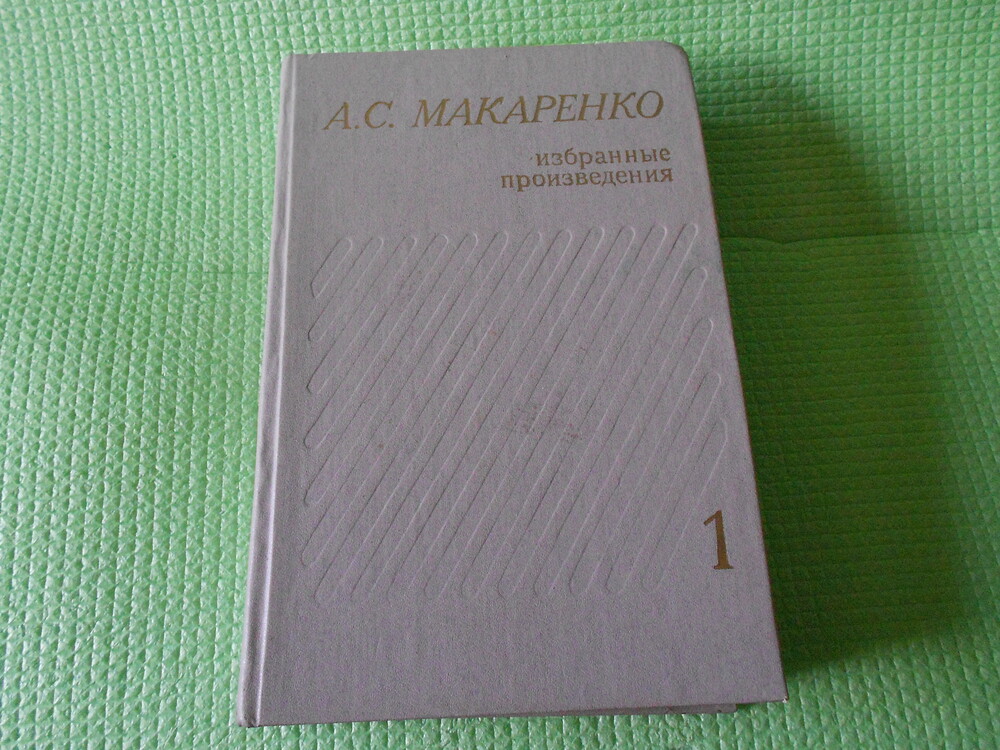 А.С. МАКАРЕНКО
избранные
произведения
1